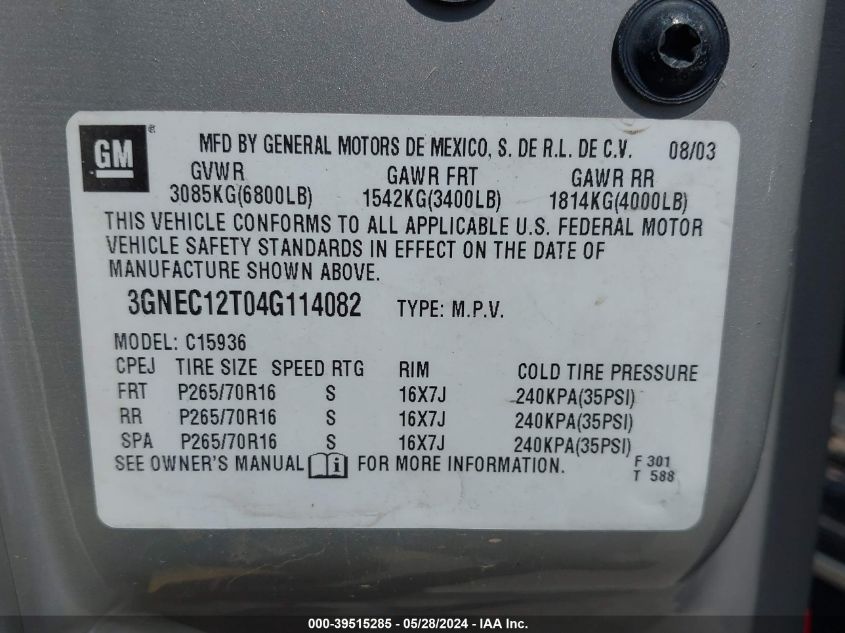 GM ®
MFD BY GENERAL MOTORS DE MEXICO, S. DE R.L. DE C.V. 08/03
GVWR GAWR FRT GAWR RR
3085KG(6800LB) 1542KG(3400LB) 1814KG(4000LB)
THIS VEHICLE CONFORMS TO ALL APPLICABLE U.S. FEDERAL MOTOR
VEHICLE SAFETY STANDARDS IN EFFECT ON THE DATE OF
MANUFACTURE SHOWN ABOVE.
3GNEC12T04G114082 TYPE: M.P.V.
MODEL: C15936
CPEJ TIRE SIZE SPEED RTG RIM COLD TIRE PRESSURE
FRT P265/70R16 S 16X7J 240KPA(35PSI)
RR P265/70R16 S 16X7J 240KPA(35PSI)
SPA P265/70R16 S 16X7J 240KPA(35PSI)
SEE OWNER'S MANUAL i FOR MORE INFORMATION. F 301
T 588
000-39515285 - 05/28/2024 - IAA Inc.